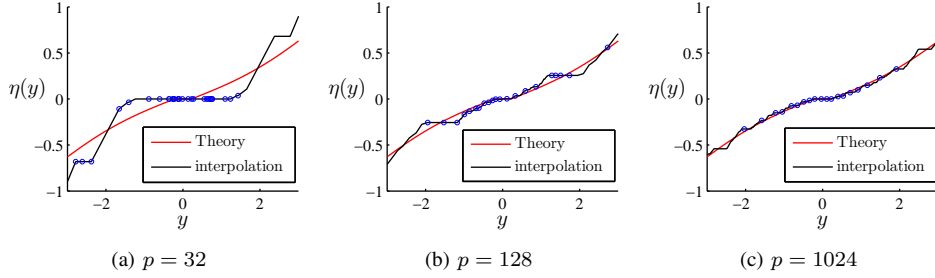 1
0.5
η(y)
0
−0.5
−1
−2
0
2
y
Theory
interpolation
(a) p = 32
1
0.5
η(y)
0
−0.5
−1
−2
0
2
y
Theory
interpolation
(b) p = 128
1
0.5
η(y)
0
−0.5
−1
−2
0
2
y
Theory
interpolation
(c) p = 1024